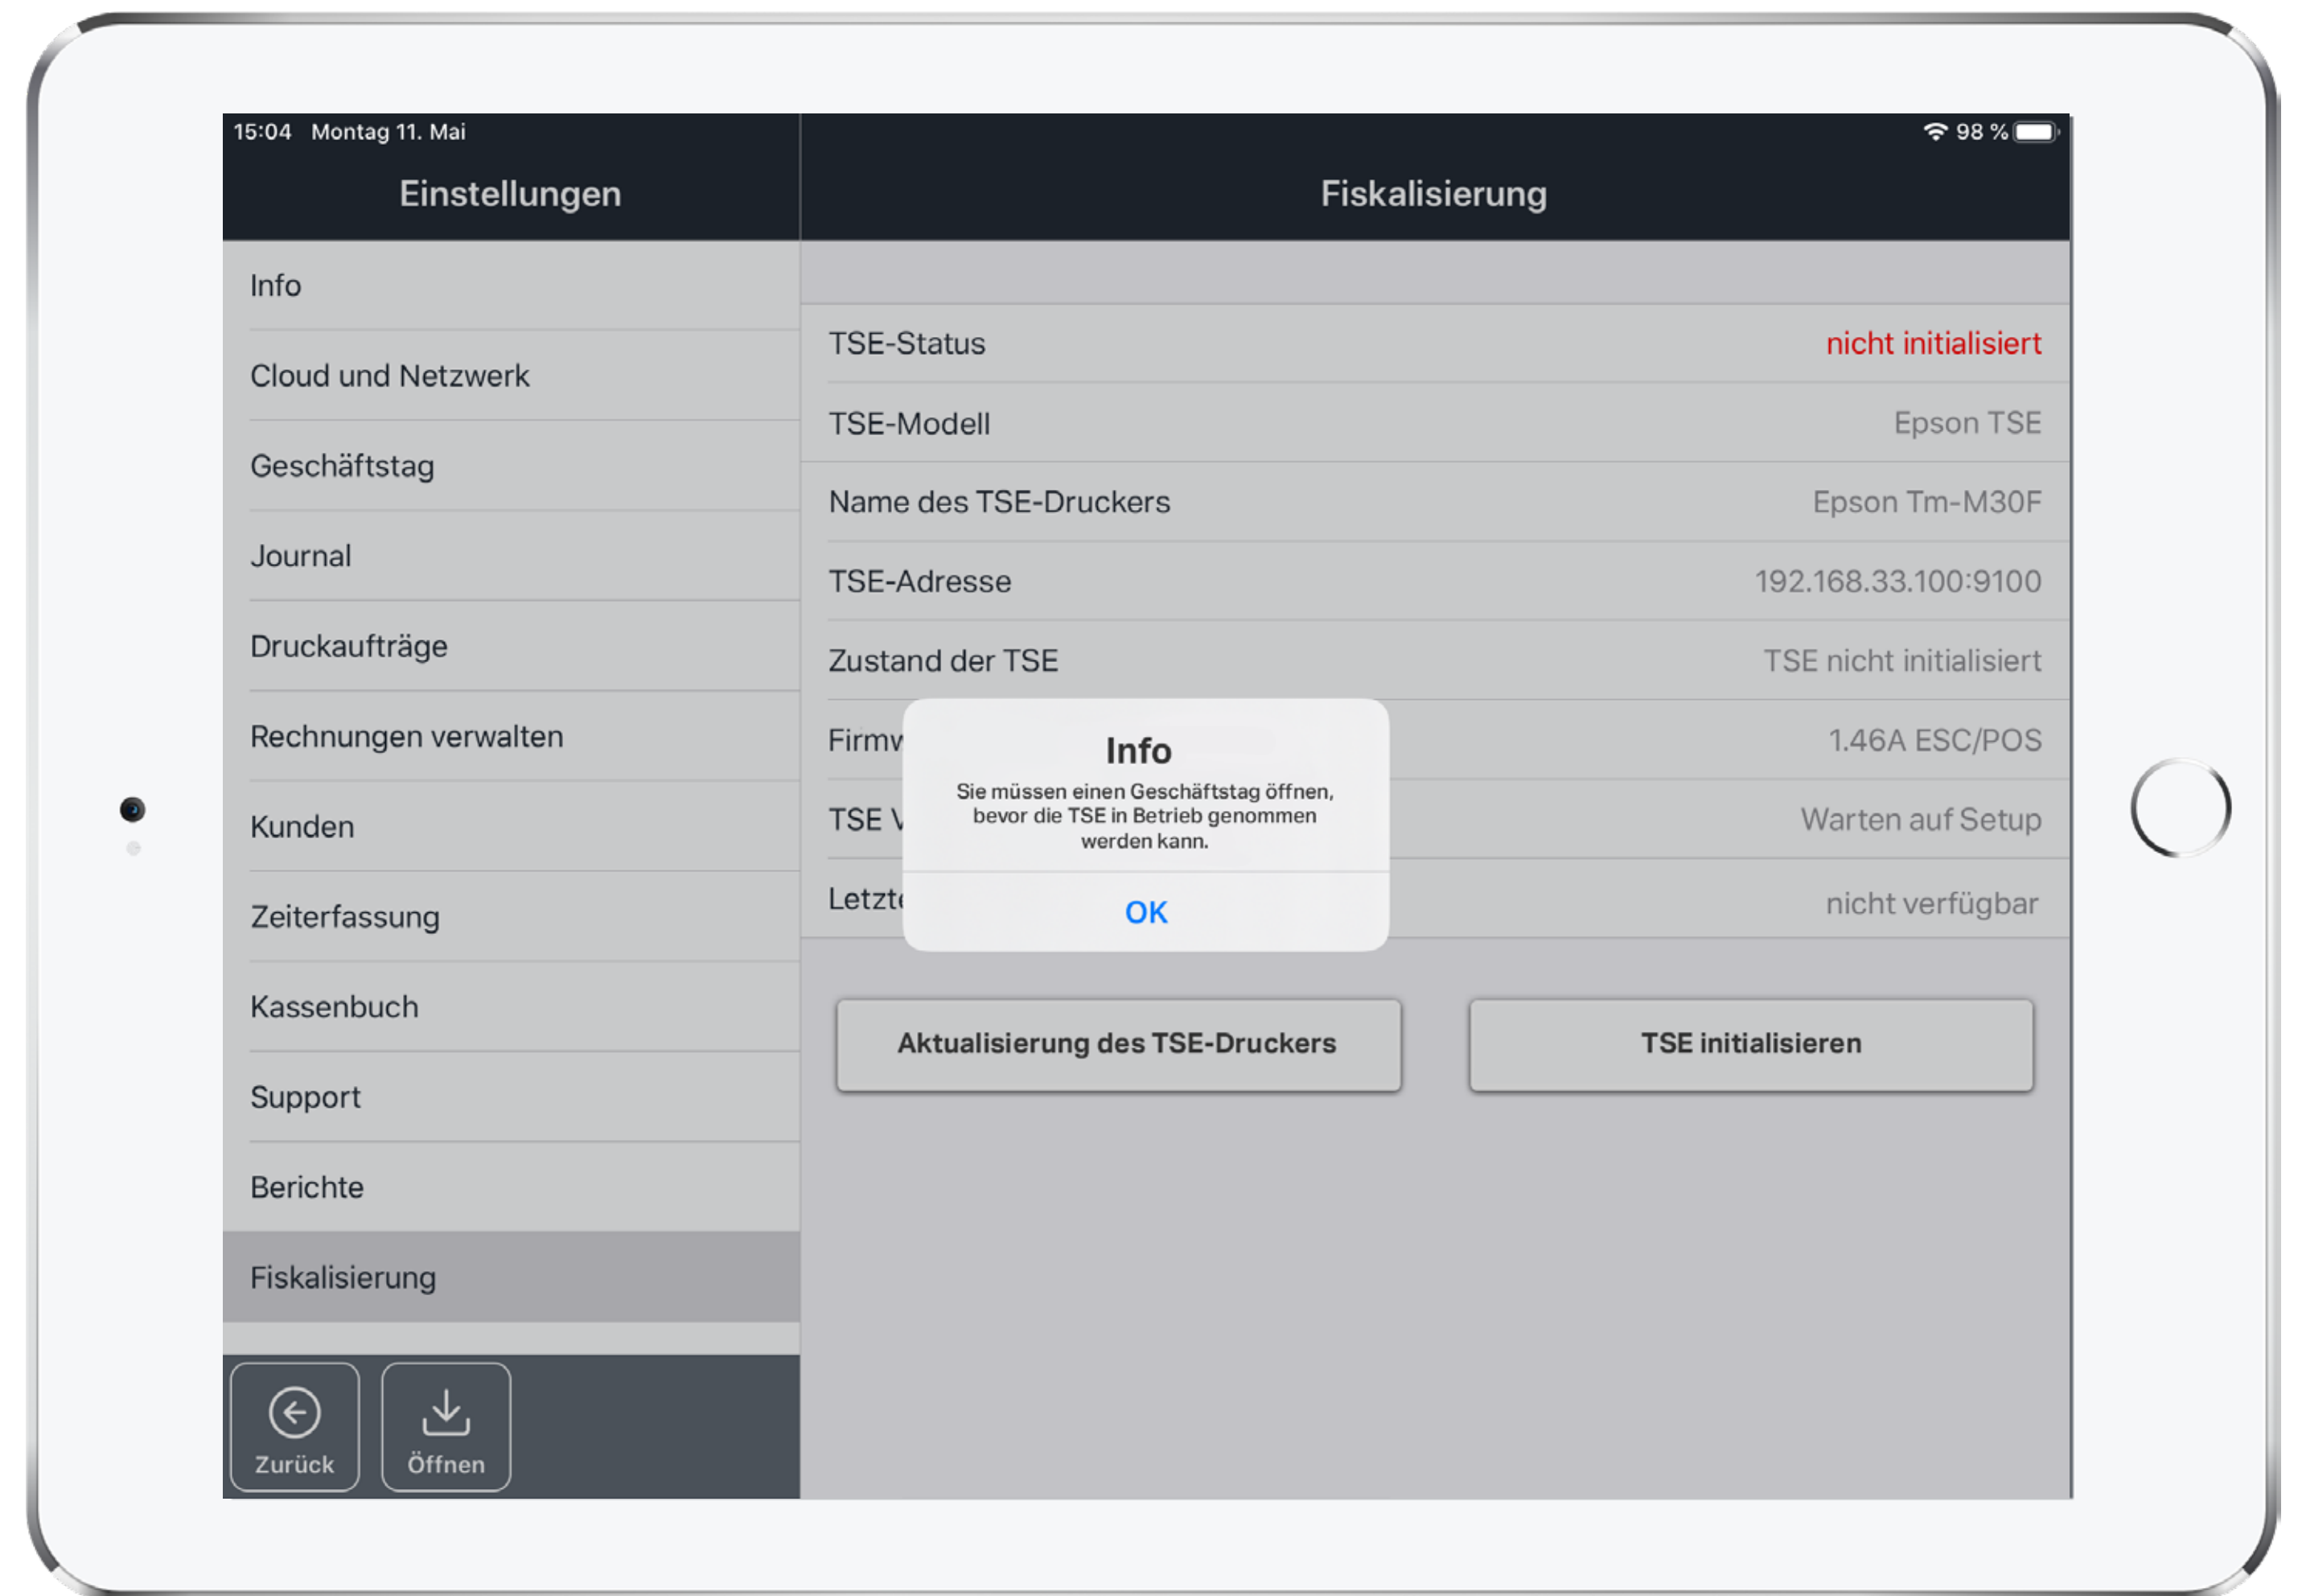 15:04 Montag 11. Mai
98 %
Einstellungen
Fiskalisierung
Info
Cloud und Netzwerk
Geschäftstag
Journal
Druckaufträge
Rechnungen verwalten
Kunden
Zeiterfassung
Kassenbuch
Support
Berichte
Fiskalisierung
Zurück
Öffnen
TSE-Status nicht initialisiert
TSE-Modell Epson TSE
Name des TSE-Druckers Epson Tm-M30F
TSE-Adresse 192.168.33.100:9100
Zustand der TSE TSE nicht initialisiert
1.46A ESC/POS
TSE Warten auf Setup
nicht verfügbar
Info
Sie müssen einen Geschäftstag öffnen,
bevor die TSE in Betrieb genommen
werden kann.
OK
Aktualisierung des TSE-Druckers
TSE initialisieren